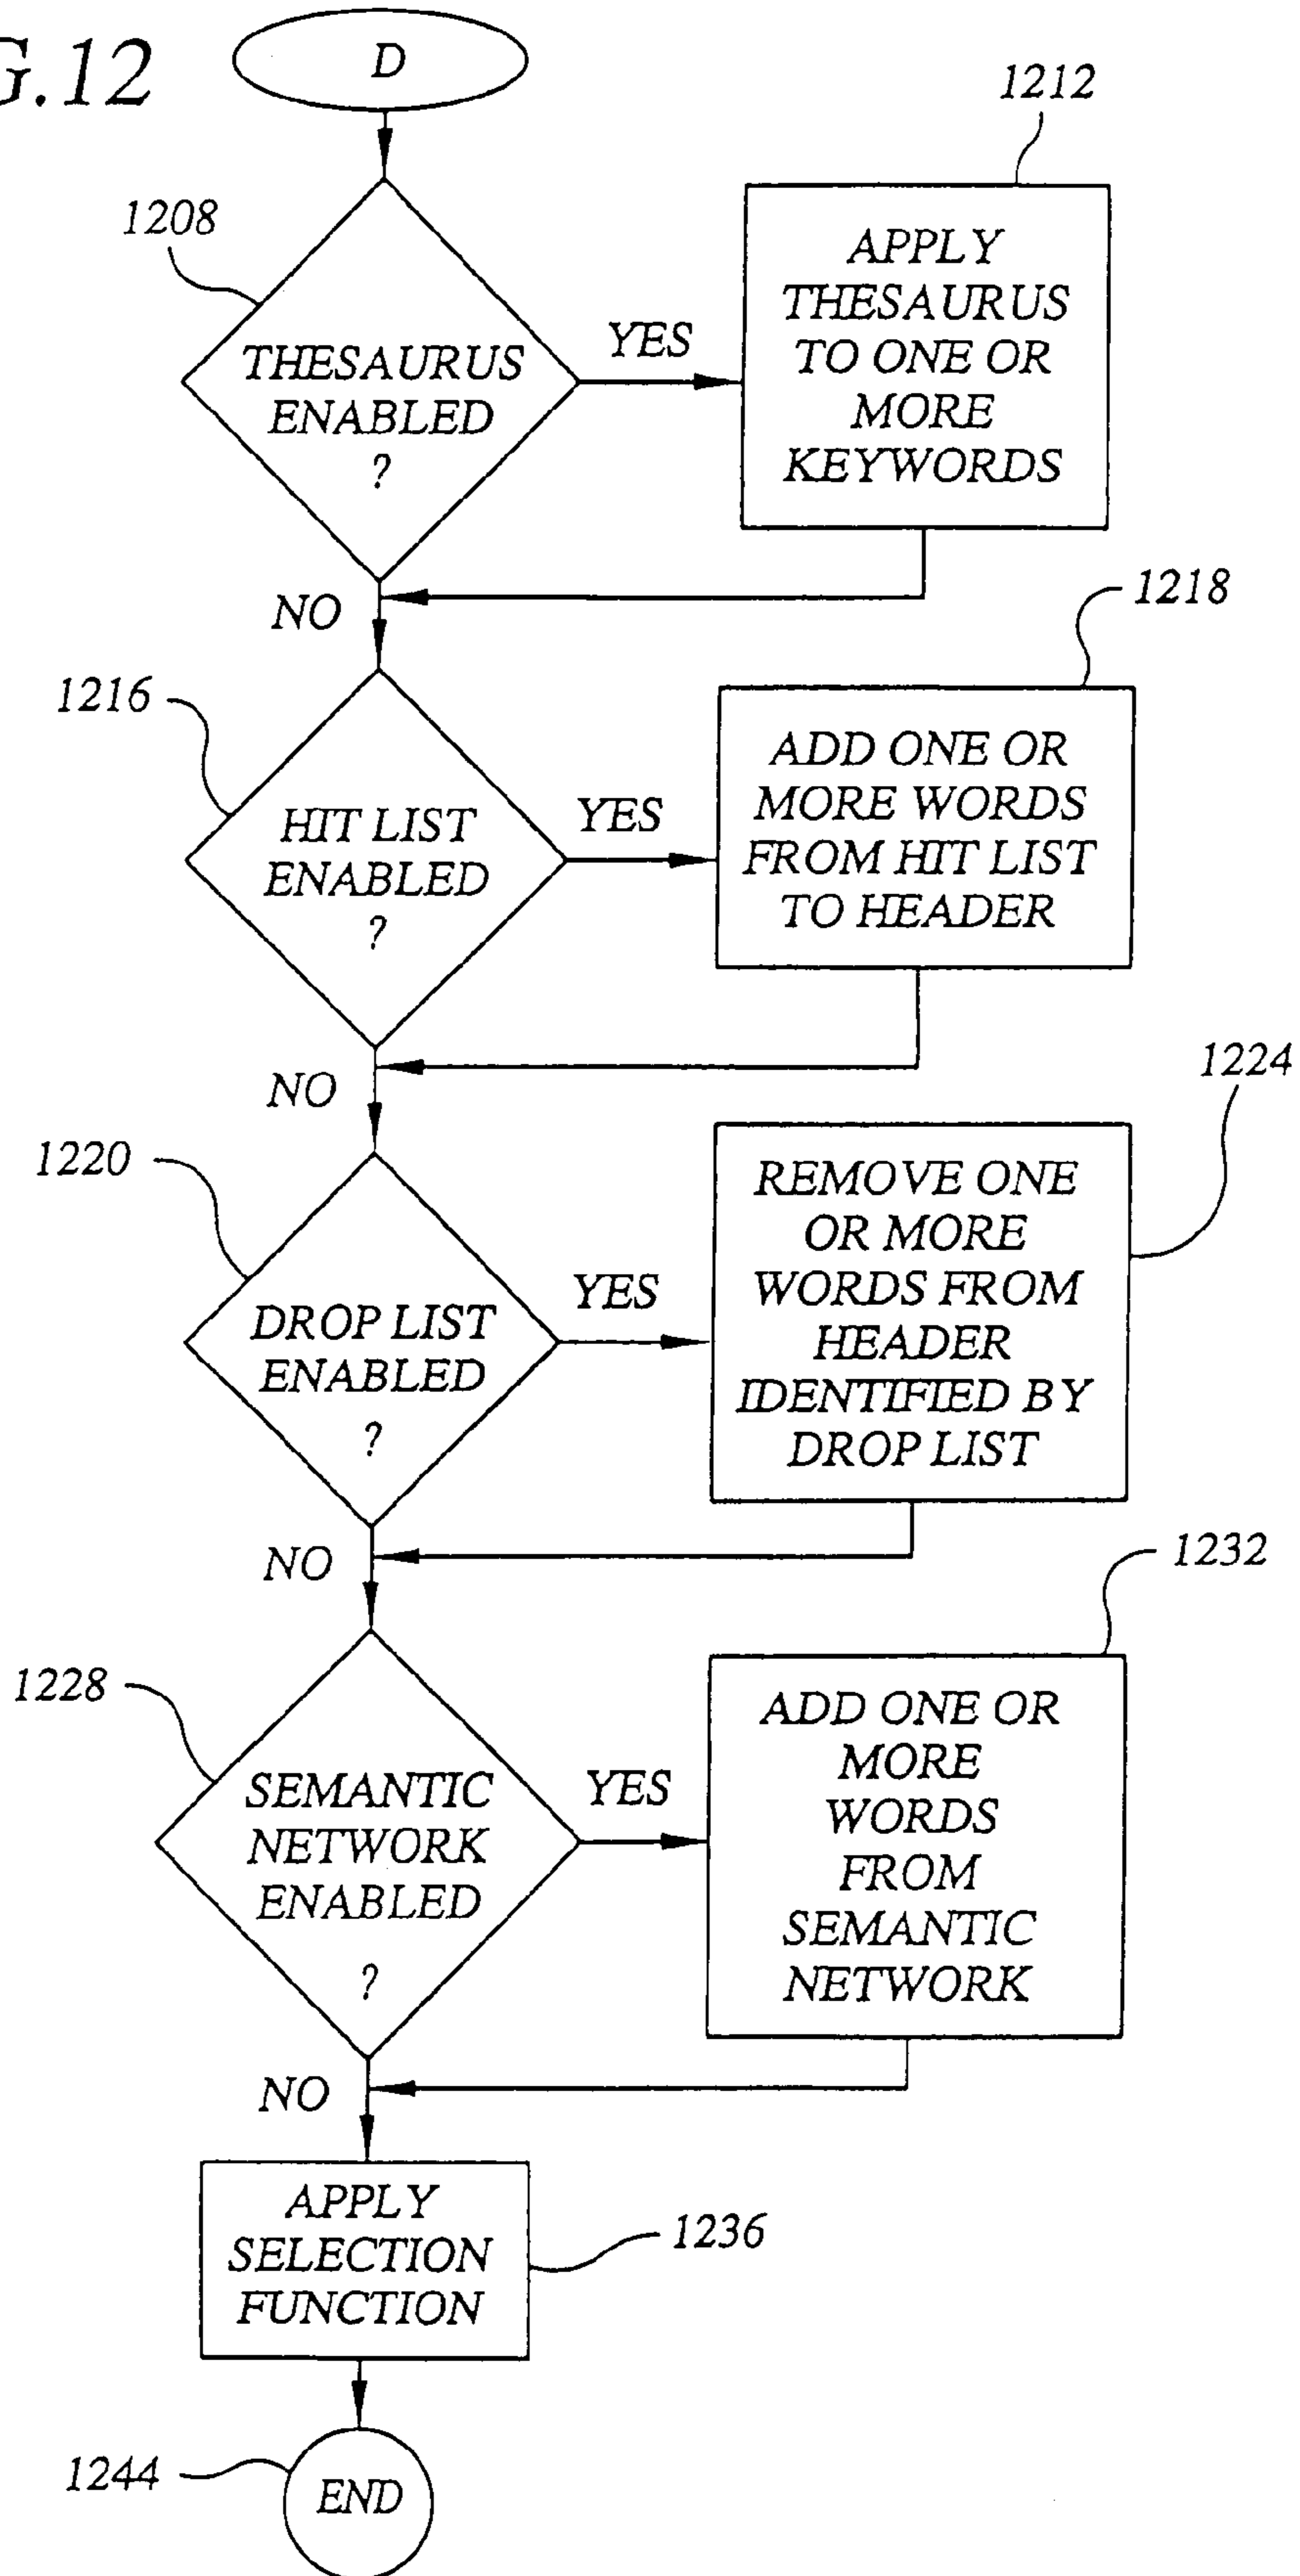 G.12
D
1212
1208
THESAURUS
ENABLED
?
YES
APPLY
THESAURUS
TO ONE OR
MORE
KEYWORDS
NO
1218
1216
HIT LIST
ENABLED
?
YES
ADD ONE OR
MORE WORDS
FROM HIT LIST
TO HEADER
NO
1224
1220
DROP LIST
ENABLED
?
YES
REMOVE ONE
OR MORE
WORDS FROM
HEADER
IDENTIFIED BY
DROP LIST
NO
1232
1228
SEMANTIC
NETWORK
ENABLED
?
YES
ADD ONE OR
MORE
WORDS
FROM
SEMANTIC
NETWORK
NO
APPLY
SELECTION
FUNCTION
1236
1244
END